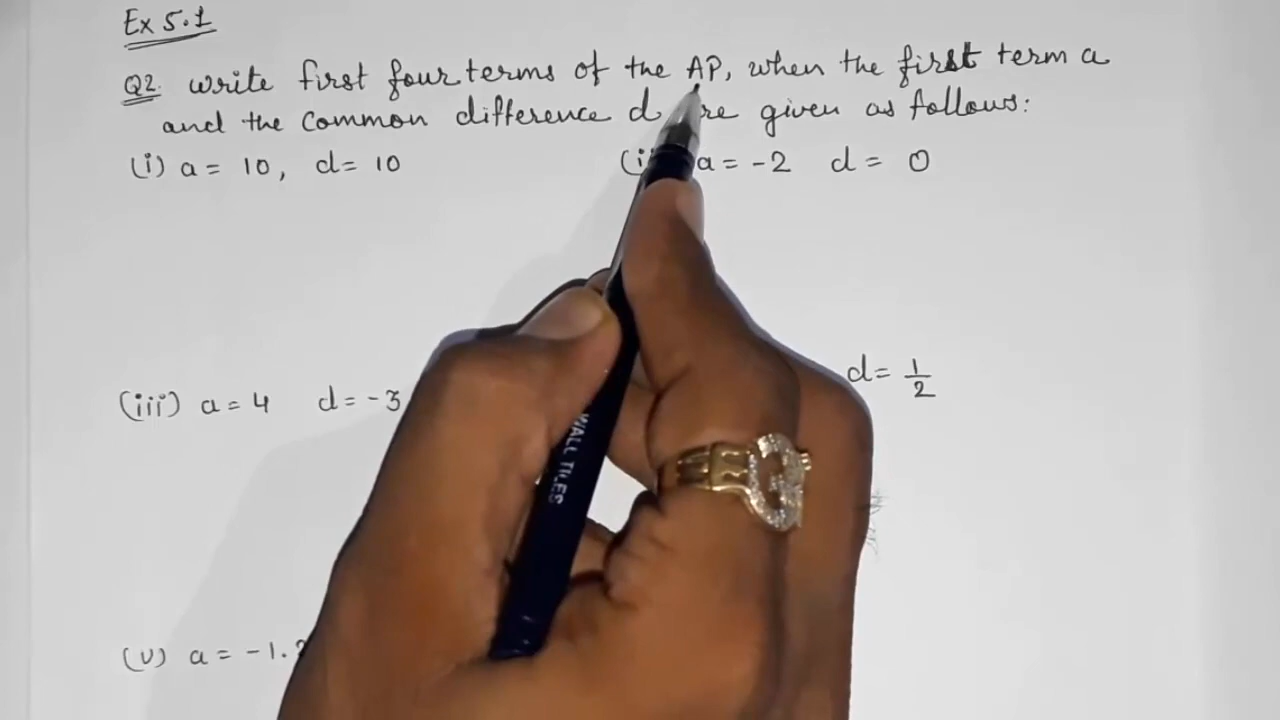 Ex 5.1
Q2. Write first four terms of the AP, when the first term a
and the common difference d are given as follows:
(i) a = 10, d= 10
a = -2 d = 0
(iii) a = 4 d = -3
d = 1/2
(v) a = -1.
WALL TILES